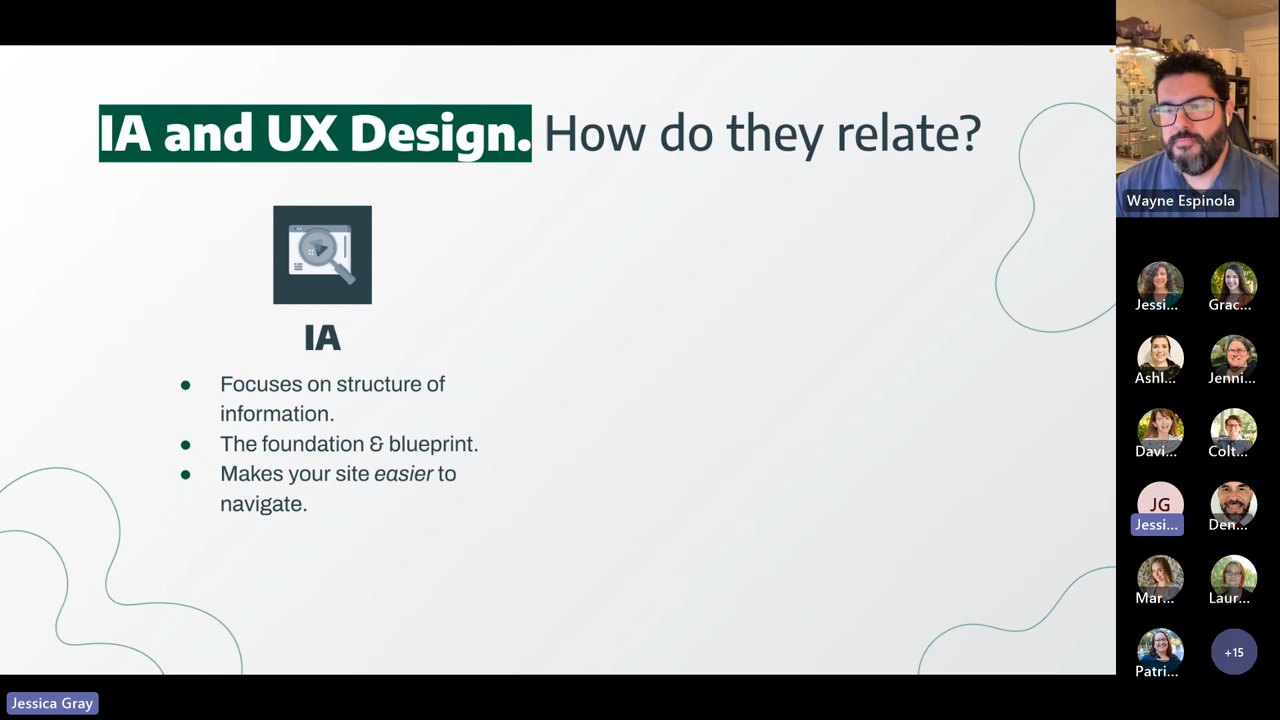 IA and UX Design. How do they relate?
IA
● Focuses on structure of
information.
● The foundation & blueprint.
● Makes your site easier to
navigate.
Wayne Espinola
Jessi... Grac...
Ashl... Jenni...
Davi... Colt...
JG
Jessi... Den...
Mar... Laur...
Patri... +15
Jessica Gray